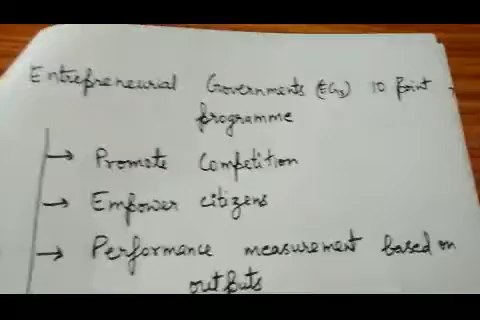 Entrepreneurial Governments (EGs) 10 Point
programme
→ Promote Competition
→ Empower citizens
→ Performance measurement based on
outputs